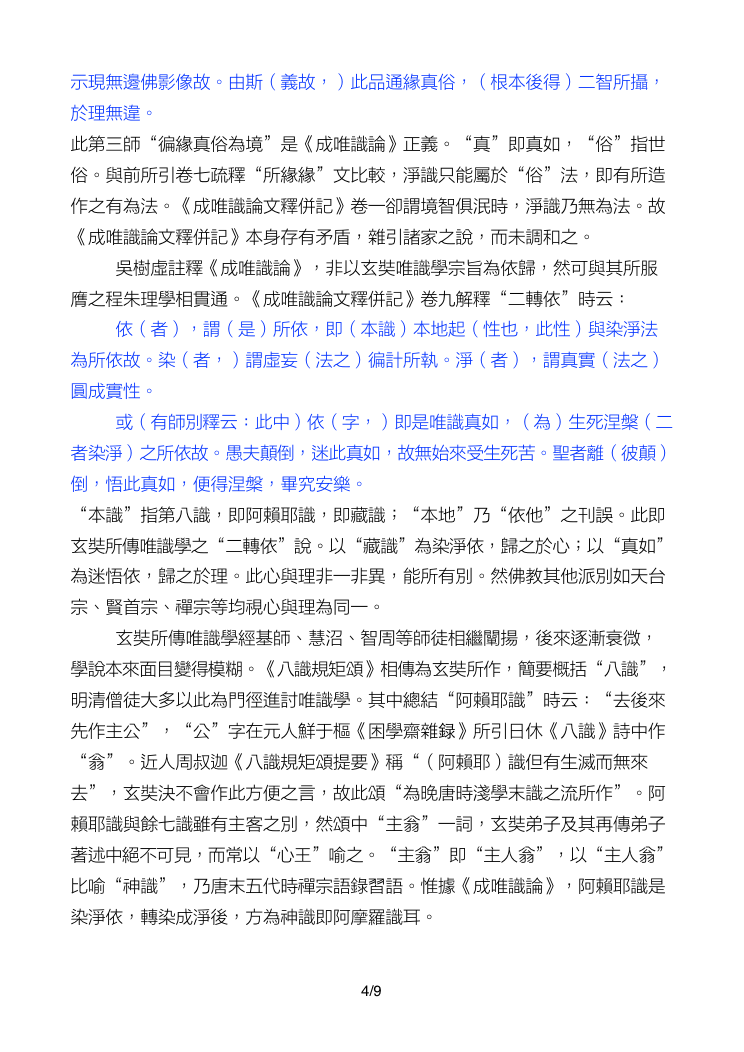 示現無邊佛影像故。由斯（義故，）此品通緣真俗，（根本後得）二智所攝，
於理無違。
此第三師“徧緣真俗為境”是《成唯識論》正義。“真”即真如，“俗”指世
俗。與前所引卷七疏釋“所緣緣”文比較，淨識只能屬於“俗”法，即有所造
作之有為法。《成唯識論文釋併記》卷一卻謂境智俱泯時，淨識乃無為法。故
《成唯識論文釋併記》本身存有矛盾，雜引諸家之說，而未調和之。
吳樹虛註釋《成唯識論》，非以玄奘唯識學宗旨為依歸，然可與其所服
膺之程朱理學相貫通。《成唯識論文釋併記》卷九解釋“二轉依”時云：
依（者），謂（是）所依，即（本識）本地起（性也，此性）與染淨法
為所依故。染（者，）謂虛妄（法之）徧計所執。淨（者），謂真實（法之）
圓成實性。
或（有師別釋云：此中）依（字，）即是唯識真如，（為）生死涅槃（二
者染淨）之所依故。愚夫顛倒，迷此真如，故無始來受生死苦。聖者離（彼顛）
倒，悟此真如，便得涅槃，畢究安樂。
“本識”指第八識，即阿賴耶識，即藏識；“本地”乃“依他”之刊誤。此即
玄奘所傳唯識學之“二轉依”說。以“藏識”為染淨依，歸之於心；以“真如”
為迷悟依，歸之於理。此心與理非一非異，能所有別。然佛教其他派別如天台
宗、賢首宗、禪宗等均視心與理為同一。
玄奘所傳唯識學經基師、慧沼、智周等師徒相繼闡揚，後來逐漸衰微，
學說本來面目變得模糊。《八識規矩頌》相傳為玄奘所作，簡要概括“八識”，
明清僧徒大多以此為門徑進討唯識學。其中總結“阿賴耶識”時云：“去後來
先作主公”，“公”字在元人鮮于樞《困學齋雜録》所引日休《八識》詩中作
“翁”。近人周叔迦《八識規矩頌提要》稱“（阿賴耶）識但有生滅而無來
去”，玄奘決不會作此方便之言，故此頌“為晚唐時淺學末識之流所作”。阿
賴耶識與餘七識雖有主客之別，然頌中“主翁”一詞，玄奘弟子及其再傳弟子
著述中絕不可見，而常以“心王”喻之。“主翁”即“主人翁”，以“主人翁”
比喻“神識”，乃唐末五代時禪宗語錄習語。惟據《成唯識論》，阿賴耶識是
染淨依，轉染成淨後，方為神識即阿摩羅識耳。
4/9